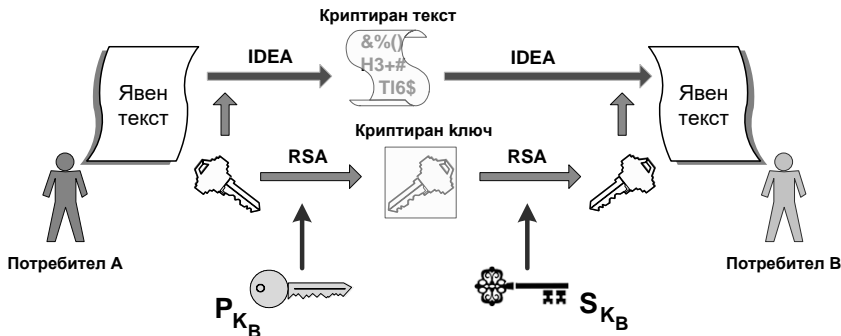 Криптиран текст
IDEA
&%()
H3+#
TI6$
IDEA
Явен
текст
Явен
текст
Криптиран ключ
RSA
RSA
Потребител А
Потребител В
P K B
S K B